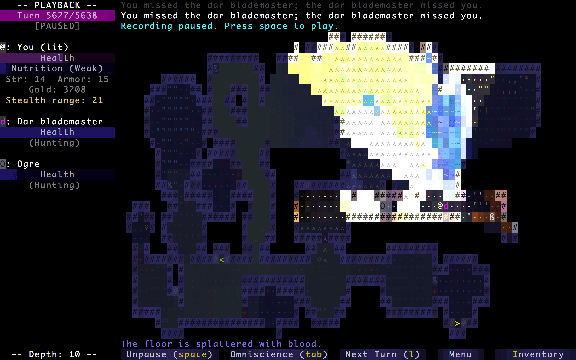 -- PLAYBACK --
Turn 5627/5638
[PAUSED]
You missed the dar blademaster; the dar blademaster missed you.
You missed the dar blademaster; the dar blademaster missed you.
Recording paused. Press space to play.
@: You (lit)
Health
Nutrition (Weak)
Str: 14 Armor: 15
Gold: 3708
Stealth range: 21
d: Dar blademaster
Health
(Hunting)
O: Ogre
Health
(Hunting)
The floor is splattered with blood.
-- Depth: 10 --
Unpause (space)
Omniscience (tab)
Next Turn (l)
Menu
Inventory